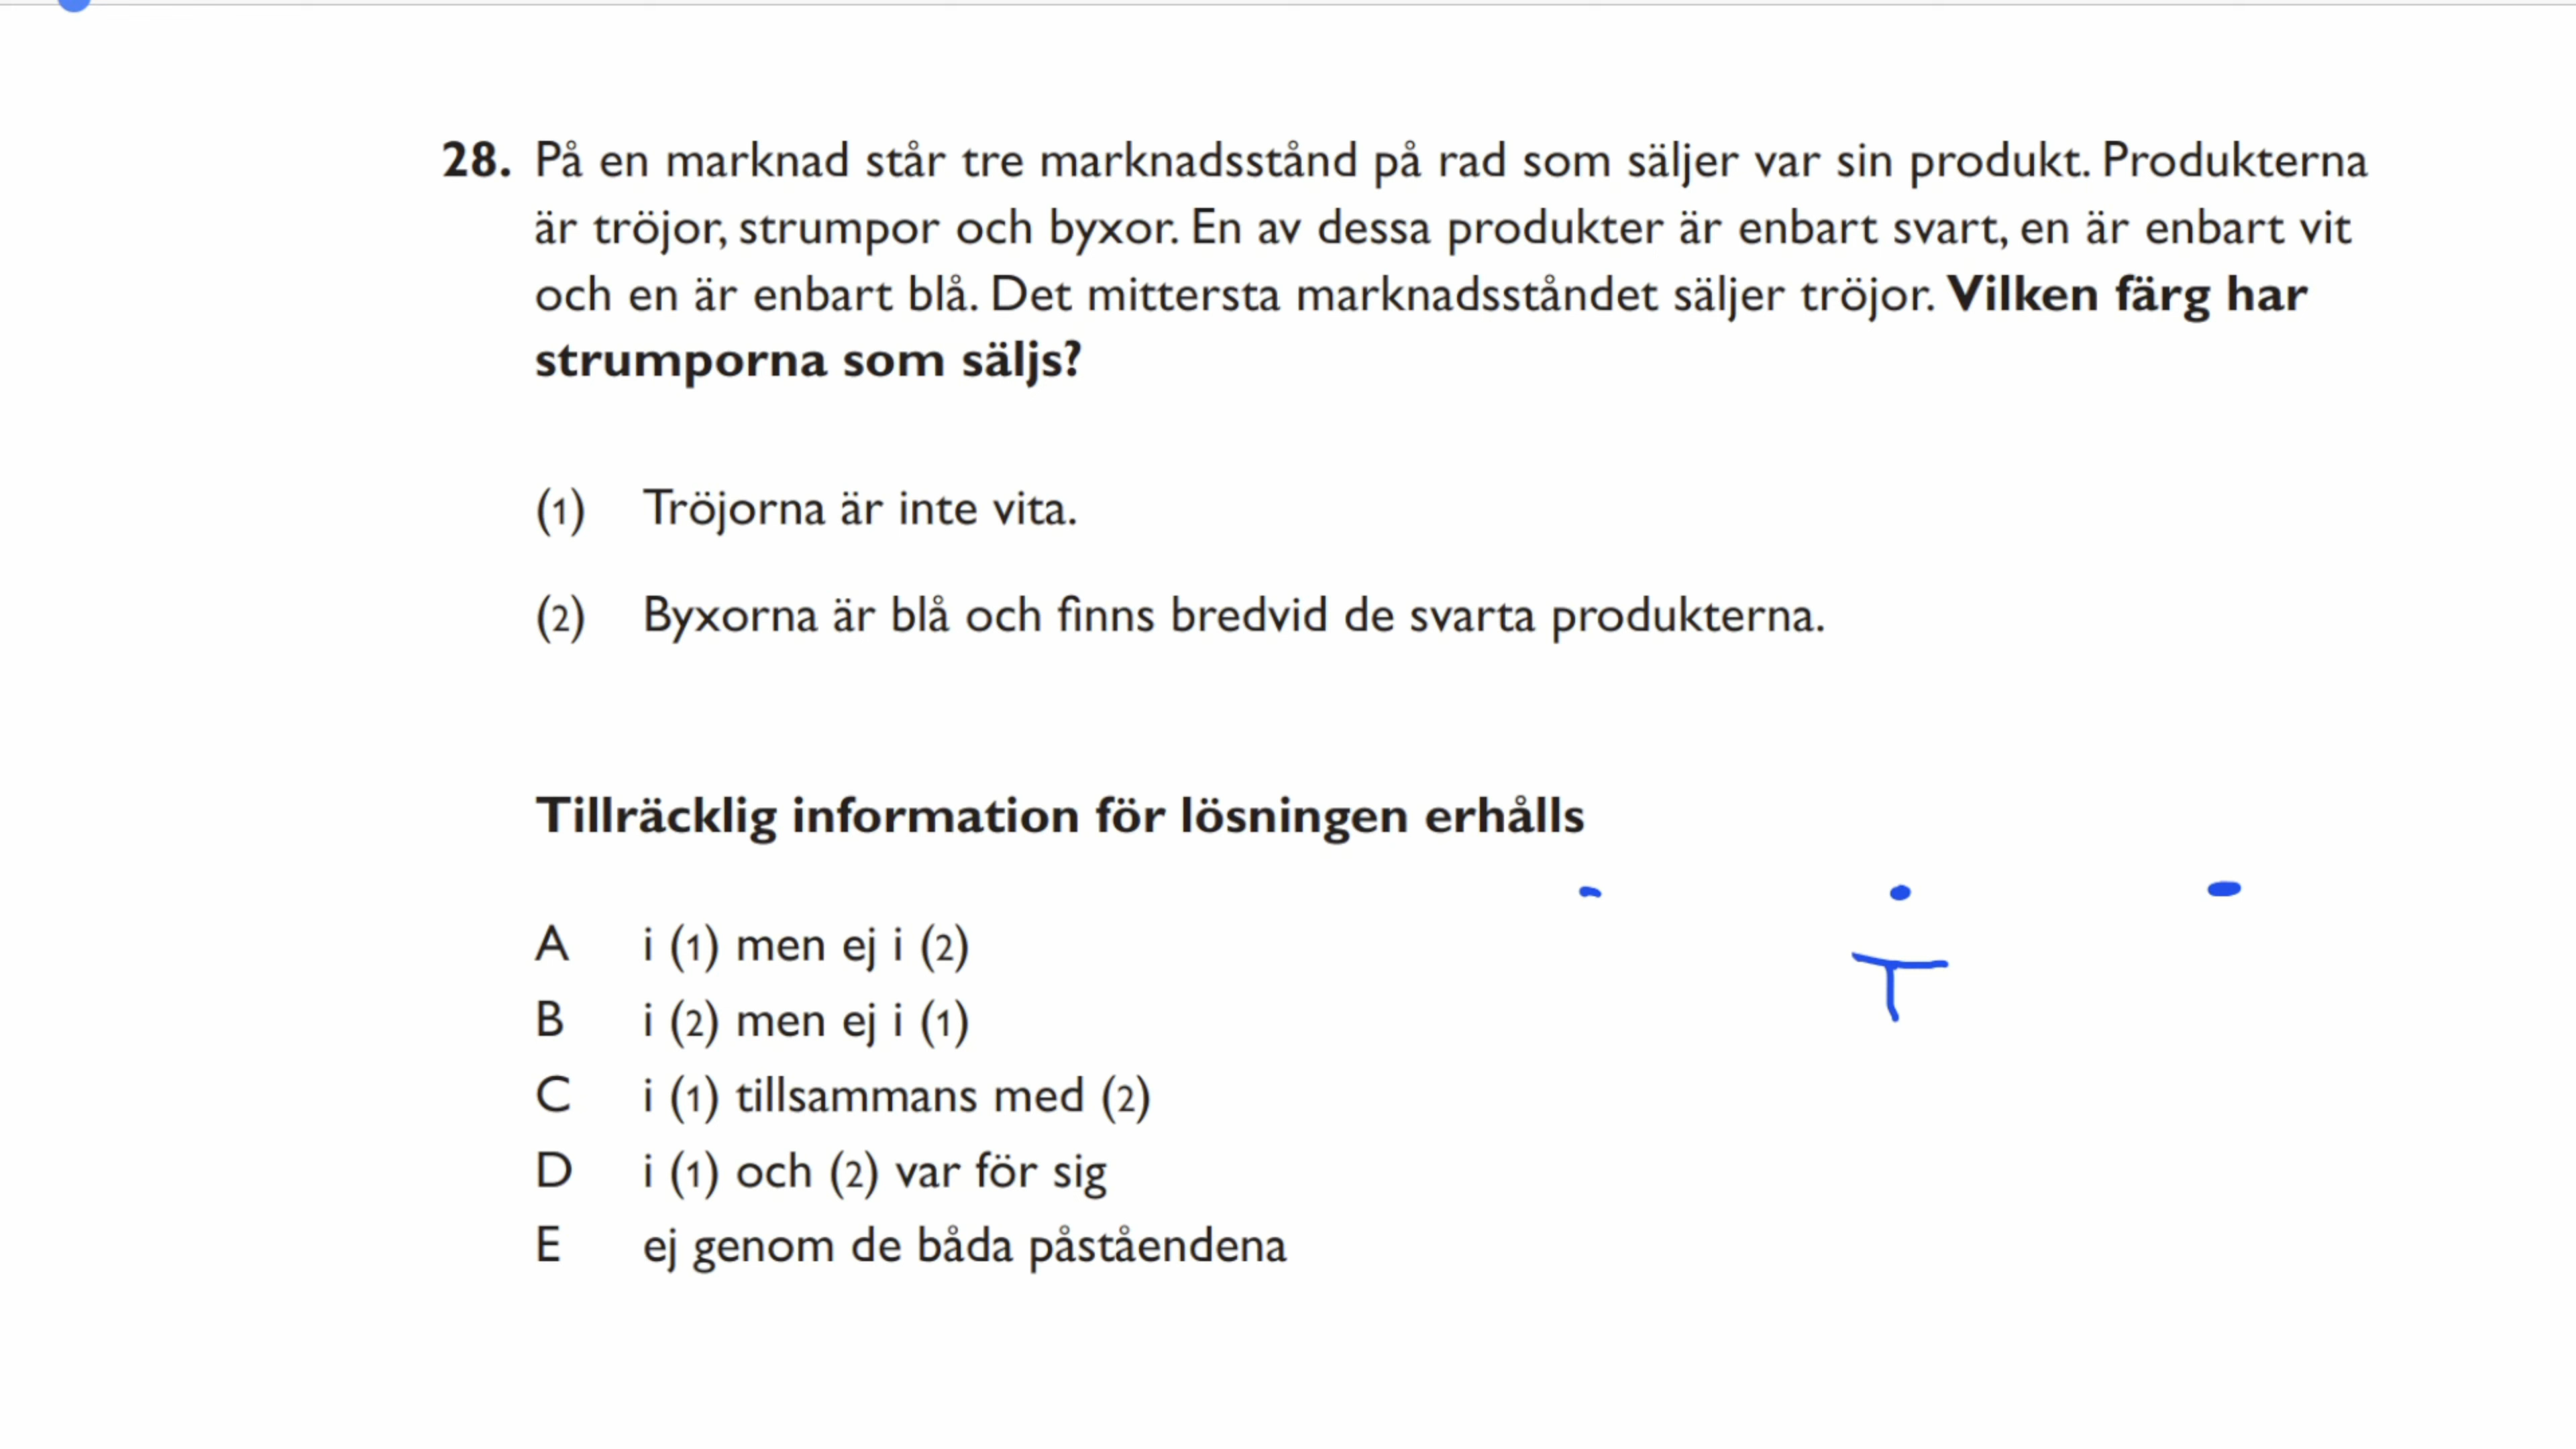 28. På en marknad står tre marknadsstånd på rad som säljer var sin produkt. Produkterna
är tröjor, strumpor och byxor. En av dessa produkter är enbart svart, en är enbart vit
och en är enbart blå. Det mittersta marknadsståndet säljer tröjor. Vilken färg har
strumporna som säljs?
(1) Tröjorna är inte vita.
(2) Byxorna är blå och finns bredvid de svarta produkterna.
Tillräcklig information för lösningen erhålls
A i (1) men ej i (2)
B i (2) men ej i (1)
C i (1) tillsammans med (2)
D i (1) och (2) var för sig
E ej genom de båda påståendena
T